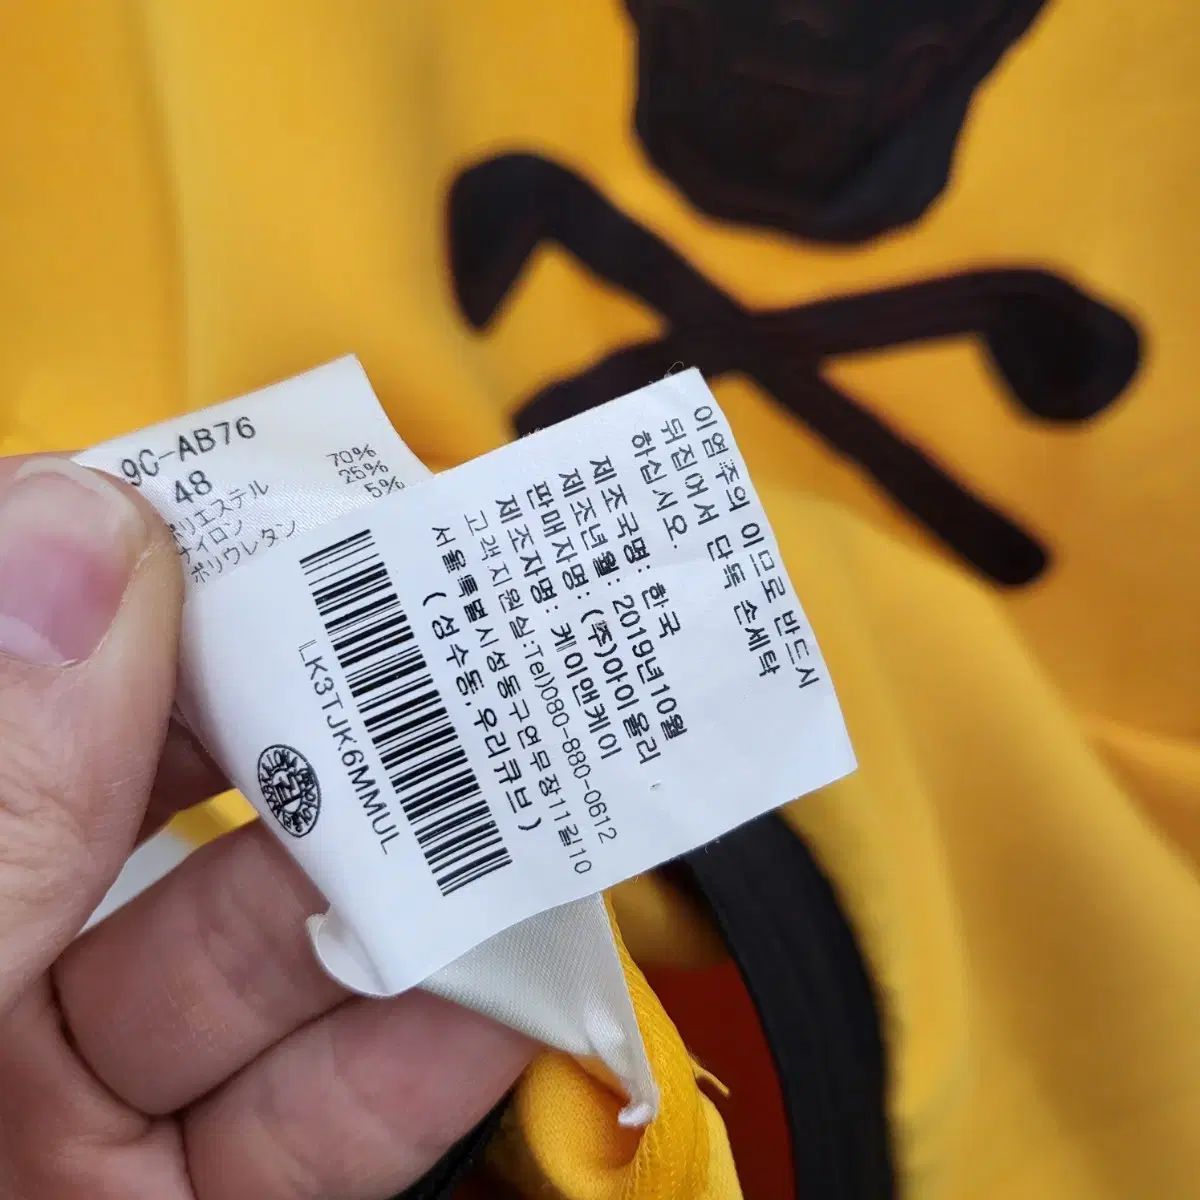 9C-AB76
48
ポリエステル 70%
ナイロン 25%
ポリウレタン 5%
이염주의 이므로 반드시
뒤집어서 단독 손세탁
하십시오.
제조국명: 한국
제조년월: 2019년10월
판매자명: (주)아이올리
제조자명: 케이앤케이
고객지원실:Tel)080-880-0612
서울특별시성동구연무장11길10
(성수동,우리큐브)
LK3TJK6MMUL